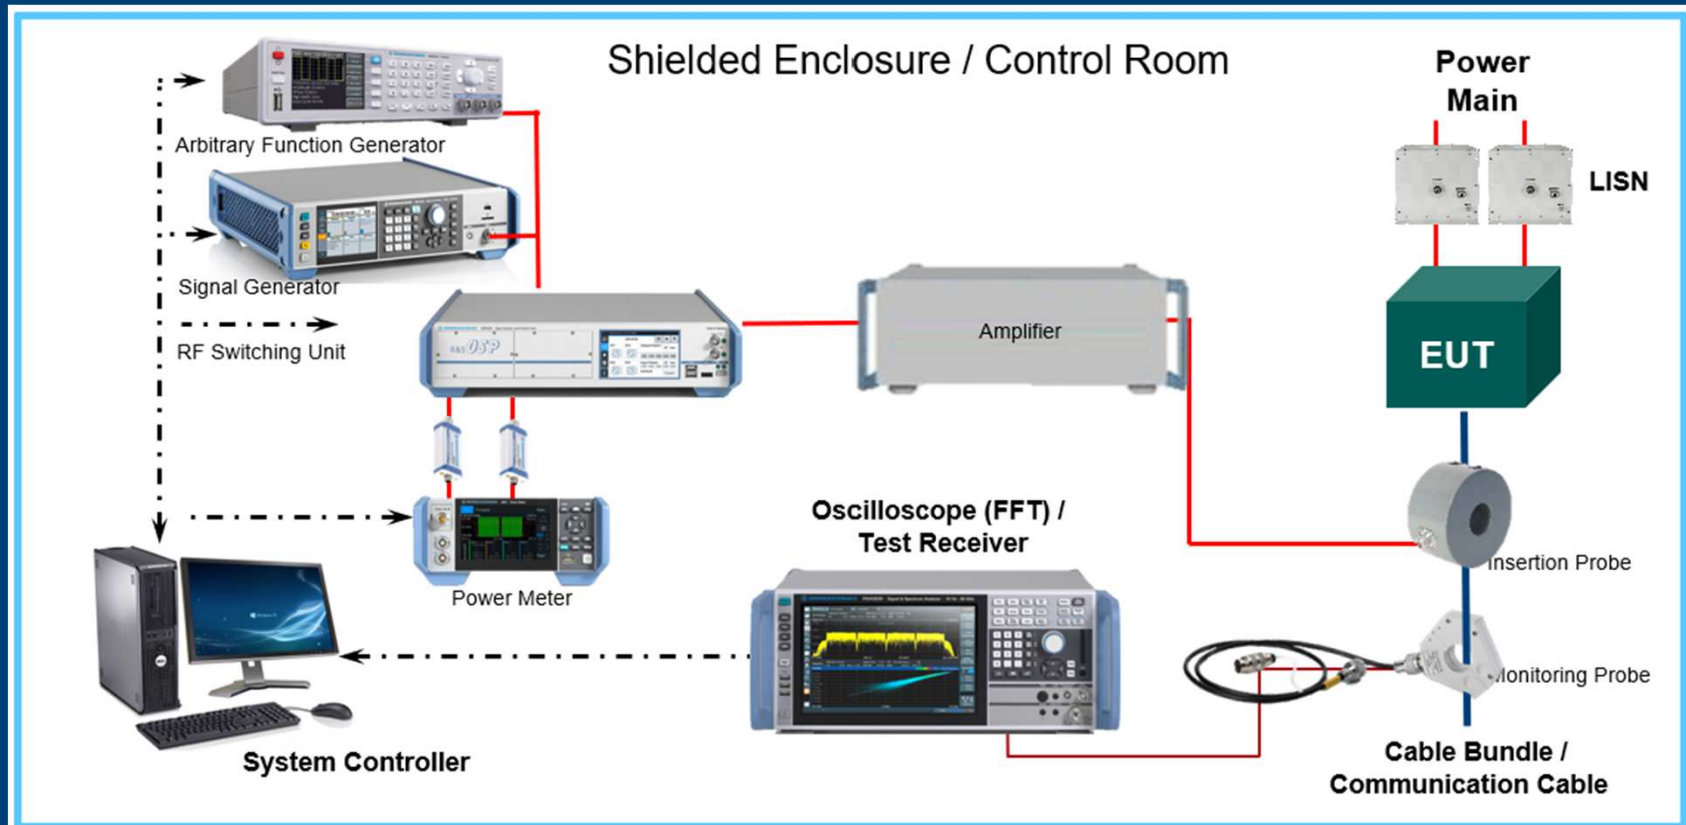 Shielded Enclosure / Control Room
Power
Main
Arbitrary Function Generator
LISN
Signal Generator
RF Switching Unit
R&S OSP
Amplifier
EUT
Oscilloscope (FFT) /
Test Receiver
Insertion Probe
Power Meter
Monitoring Probe
System Controller
Cable Bundle /
Communication Cable